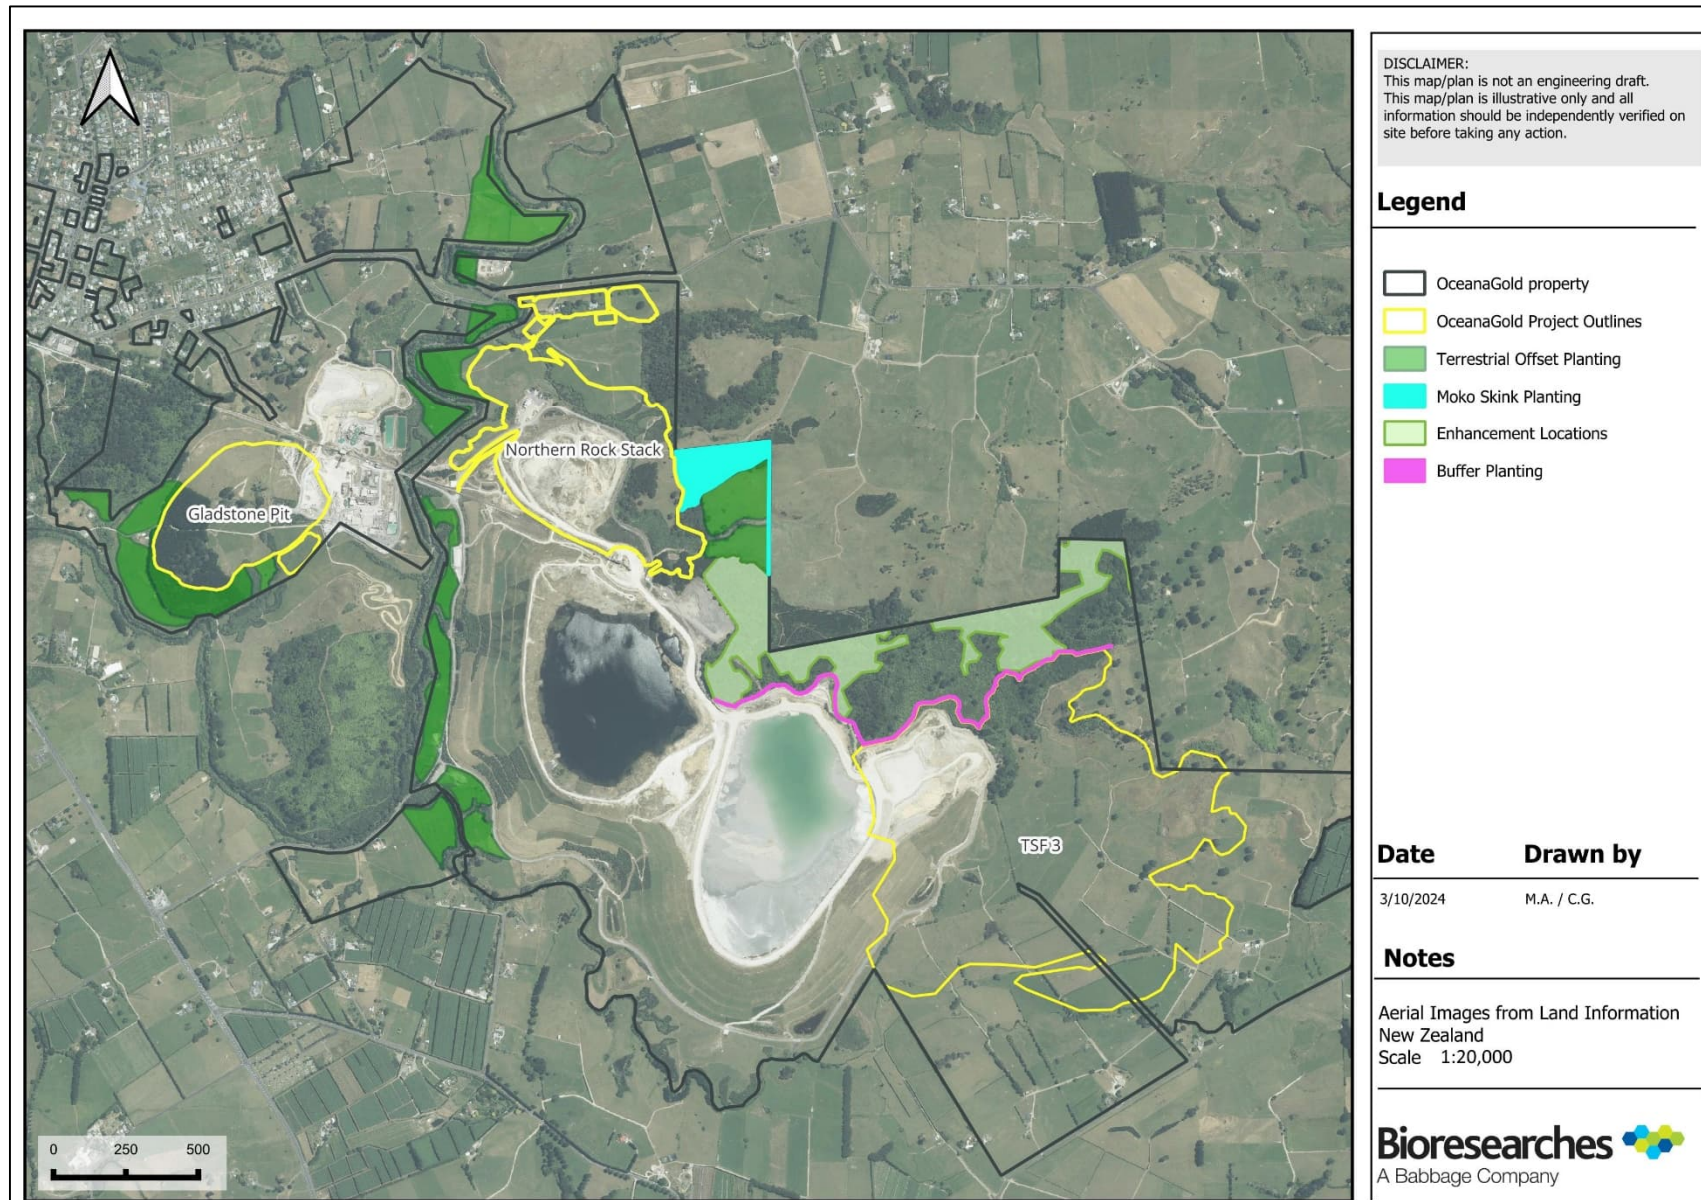 DISCLAIMER:
This map/plan is not an engineering draft.
This map/plan is illustrative only and all
information should be independently verified on
site before taking any action.
Legend
OceanaGold property
OceanaGold Project Outlines
Terrestrial Offset Planting
Moko Skink Planting
Enhancement Locations
Buffer Planting
Northern Rock Stack
Gladstone Pit
TSF 3
0 250 500
Date Drawn by
3/10/2024 M.A. / C.G.
Notes
Aerial Images from Land Information
New Zealand
Scale 1:20,000
Bioresearches
A Babbage Company